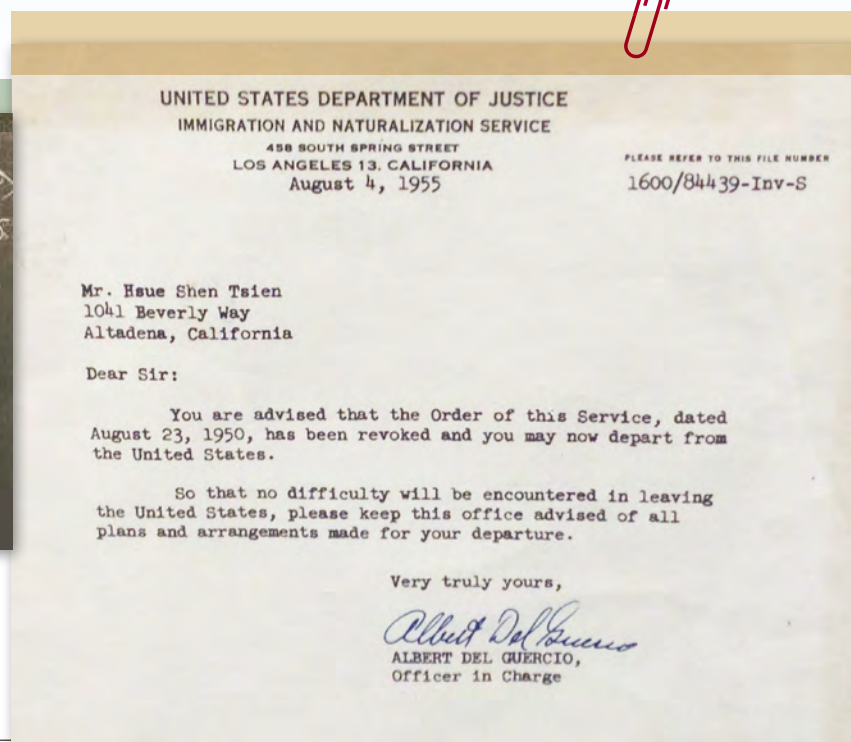 UNITED STATES DEPARTMENT OF JUSTICE
IMMIGRATION AND NATURALIZATION SERVICE
458 SOUTH SPRING STREET
LOS ANGELES 13, CALIFORNIA
August 4, 1955
PLEASE REFER TO THIS FILE NUMBER
1600/84439-Inv-S
Mr. Hsue Shen Tsien
1041 Beverly Way
Altadena, California
Dear Sir:
You are advised that the Order of this Service, dated
August 23, 1950, has been revoked and you may now depart from
the United States.
So that no difficulty will be encountered in leaving
the United States, please keep this office advised of all
plans and arrangements made for your departure.
Very truly yours,
Albert Del Guercio
ALBERT DEL GUERCIO,
Officer in Charge